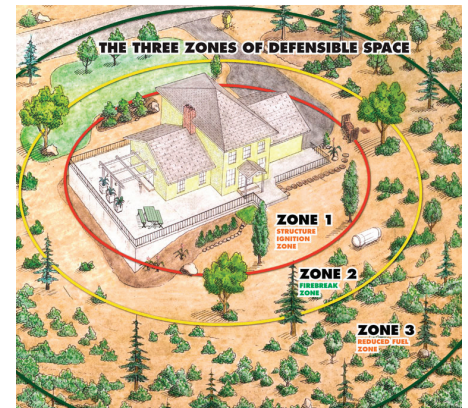 THE THREE ZONES OF DEFENSIBLE SPACE
ZONE 1
STRUCTURE
IGNITION
ZONE
ZONE 2
FIREBREAK
ZONE
ZONE 3
REDUCED FUEL
ZONE